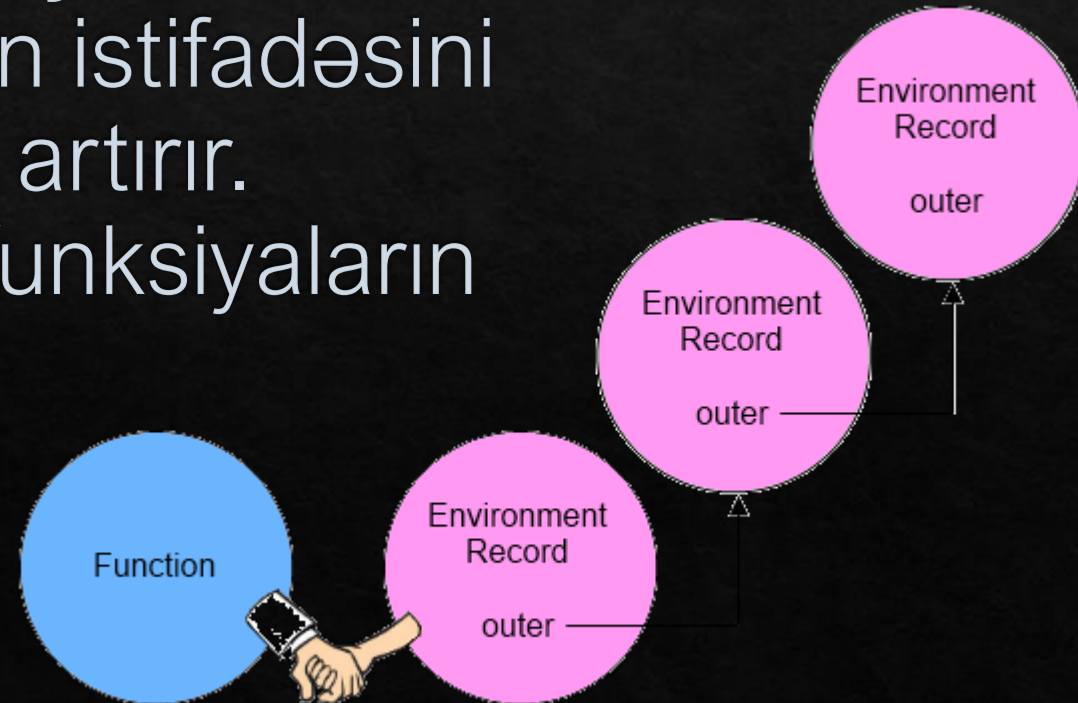 n istifadəsini
artırır.
unksiyaların
Environment
Record
outer
Environment
Record
outer
Function
Environment
Record
outer